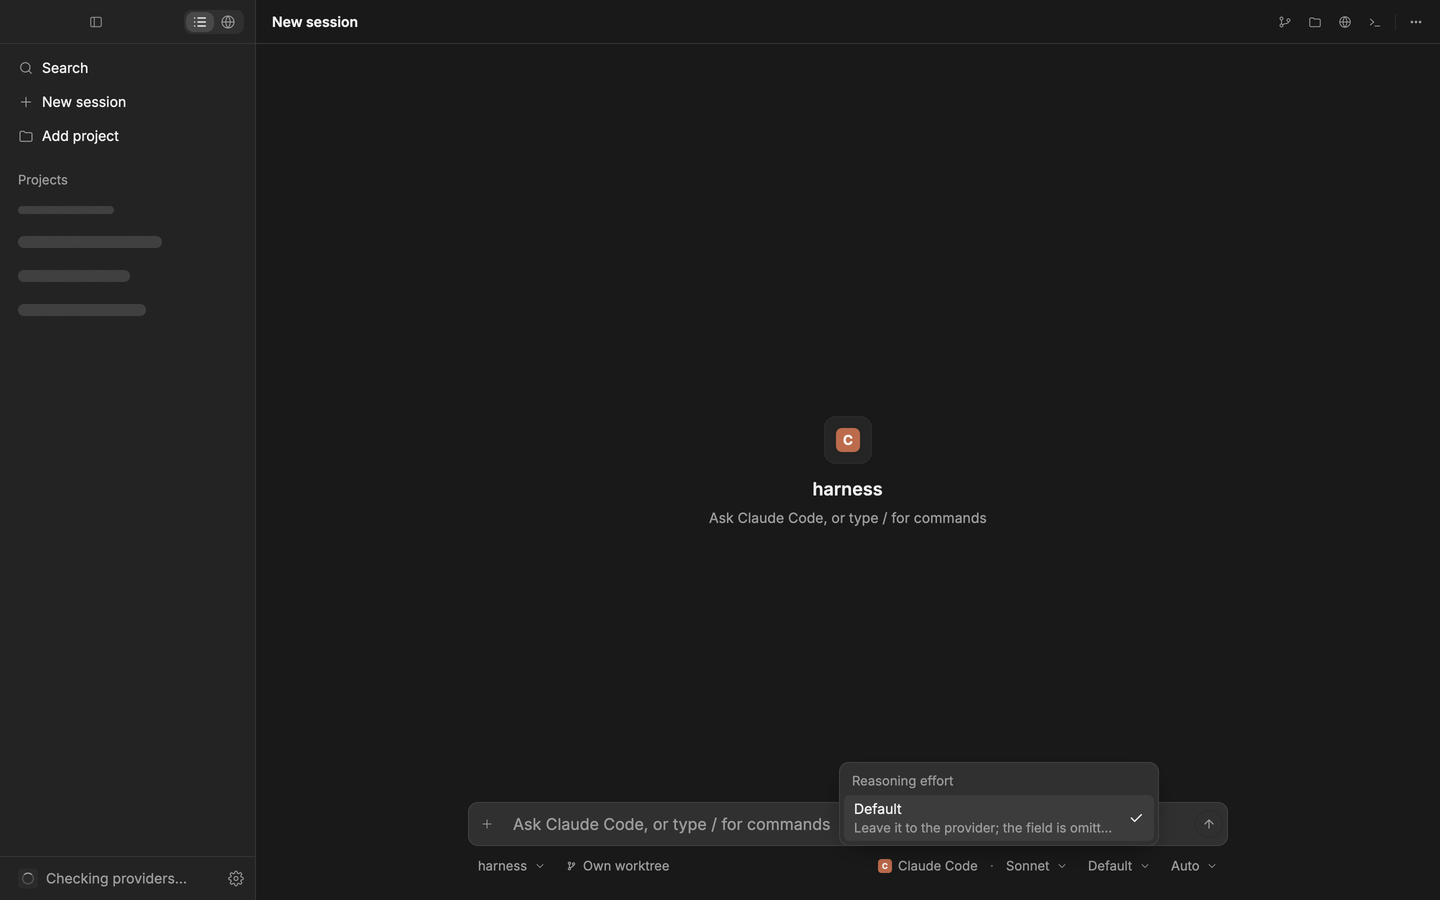 New session
Search
New session
Add project
Projects
C
harness
Ask Claude Code, or type / for commands
Reasoning effort
Default
Leave it to the provider; the field is omitt...
Ask Claude Code, or type / for commands
harness
Own worktree
C Claude Code · Sonnet
Default
Auto
Checking providers...